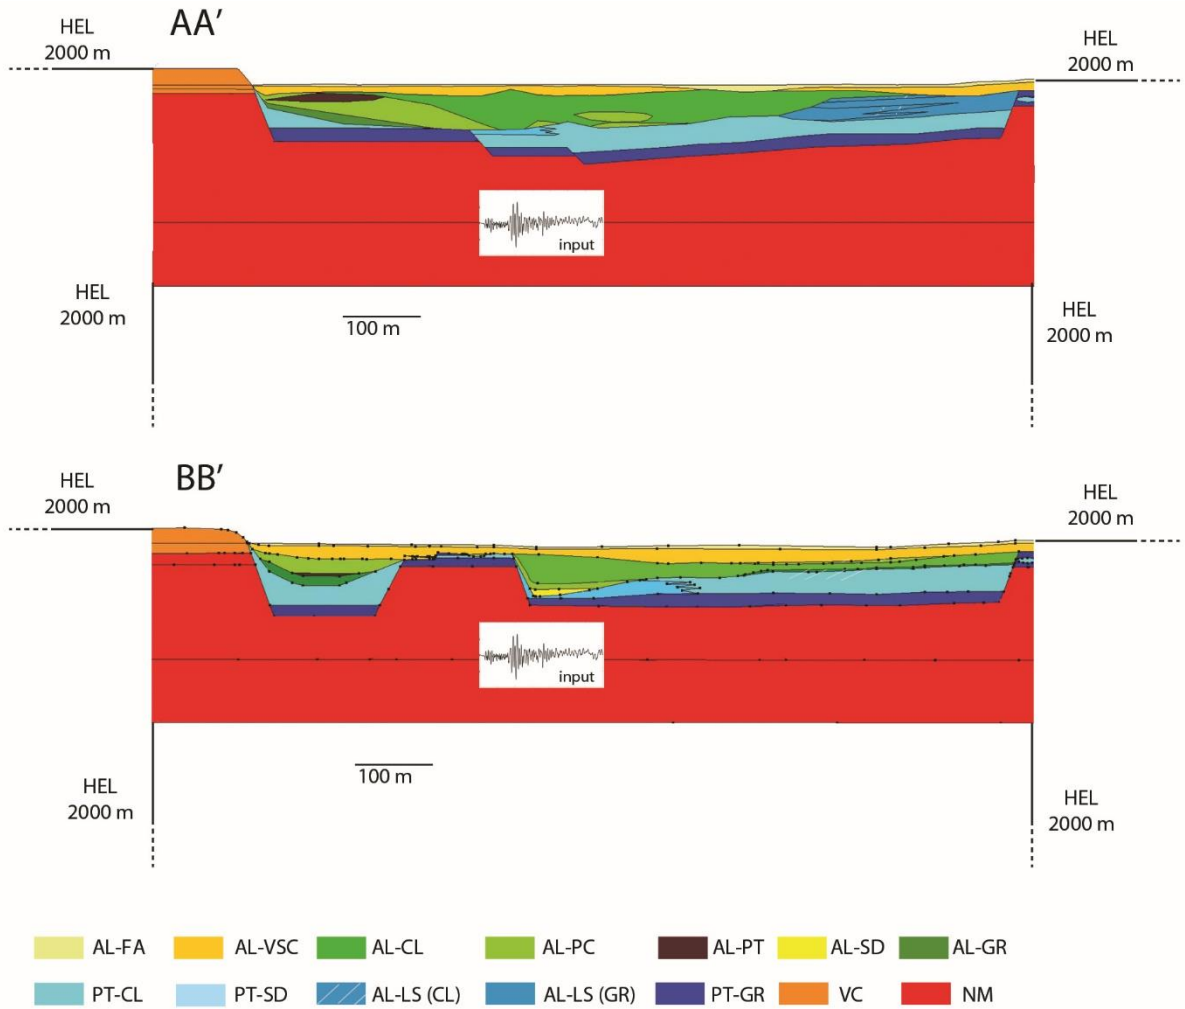 AA’
HEL
2000 m
HEL
2000 m
input
HEL
2000 m
HEL
2000 m
100 m
BB’
HEL
2000 m
HEL
2000 m
input
100 m
HEL
2000 m
HEL
2000 m
AL-FA AL-VSC AL-CL AL-PC AL-PT AL-SD AL-GR
PT-CL PT-SD AL-LS (CL) AL-LS (GR) PT-GR VC NM